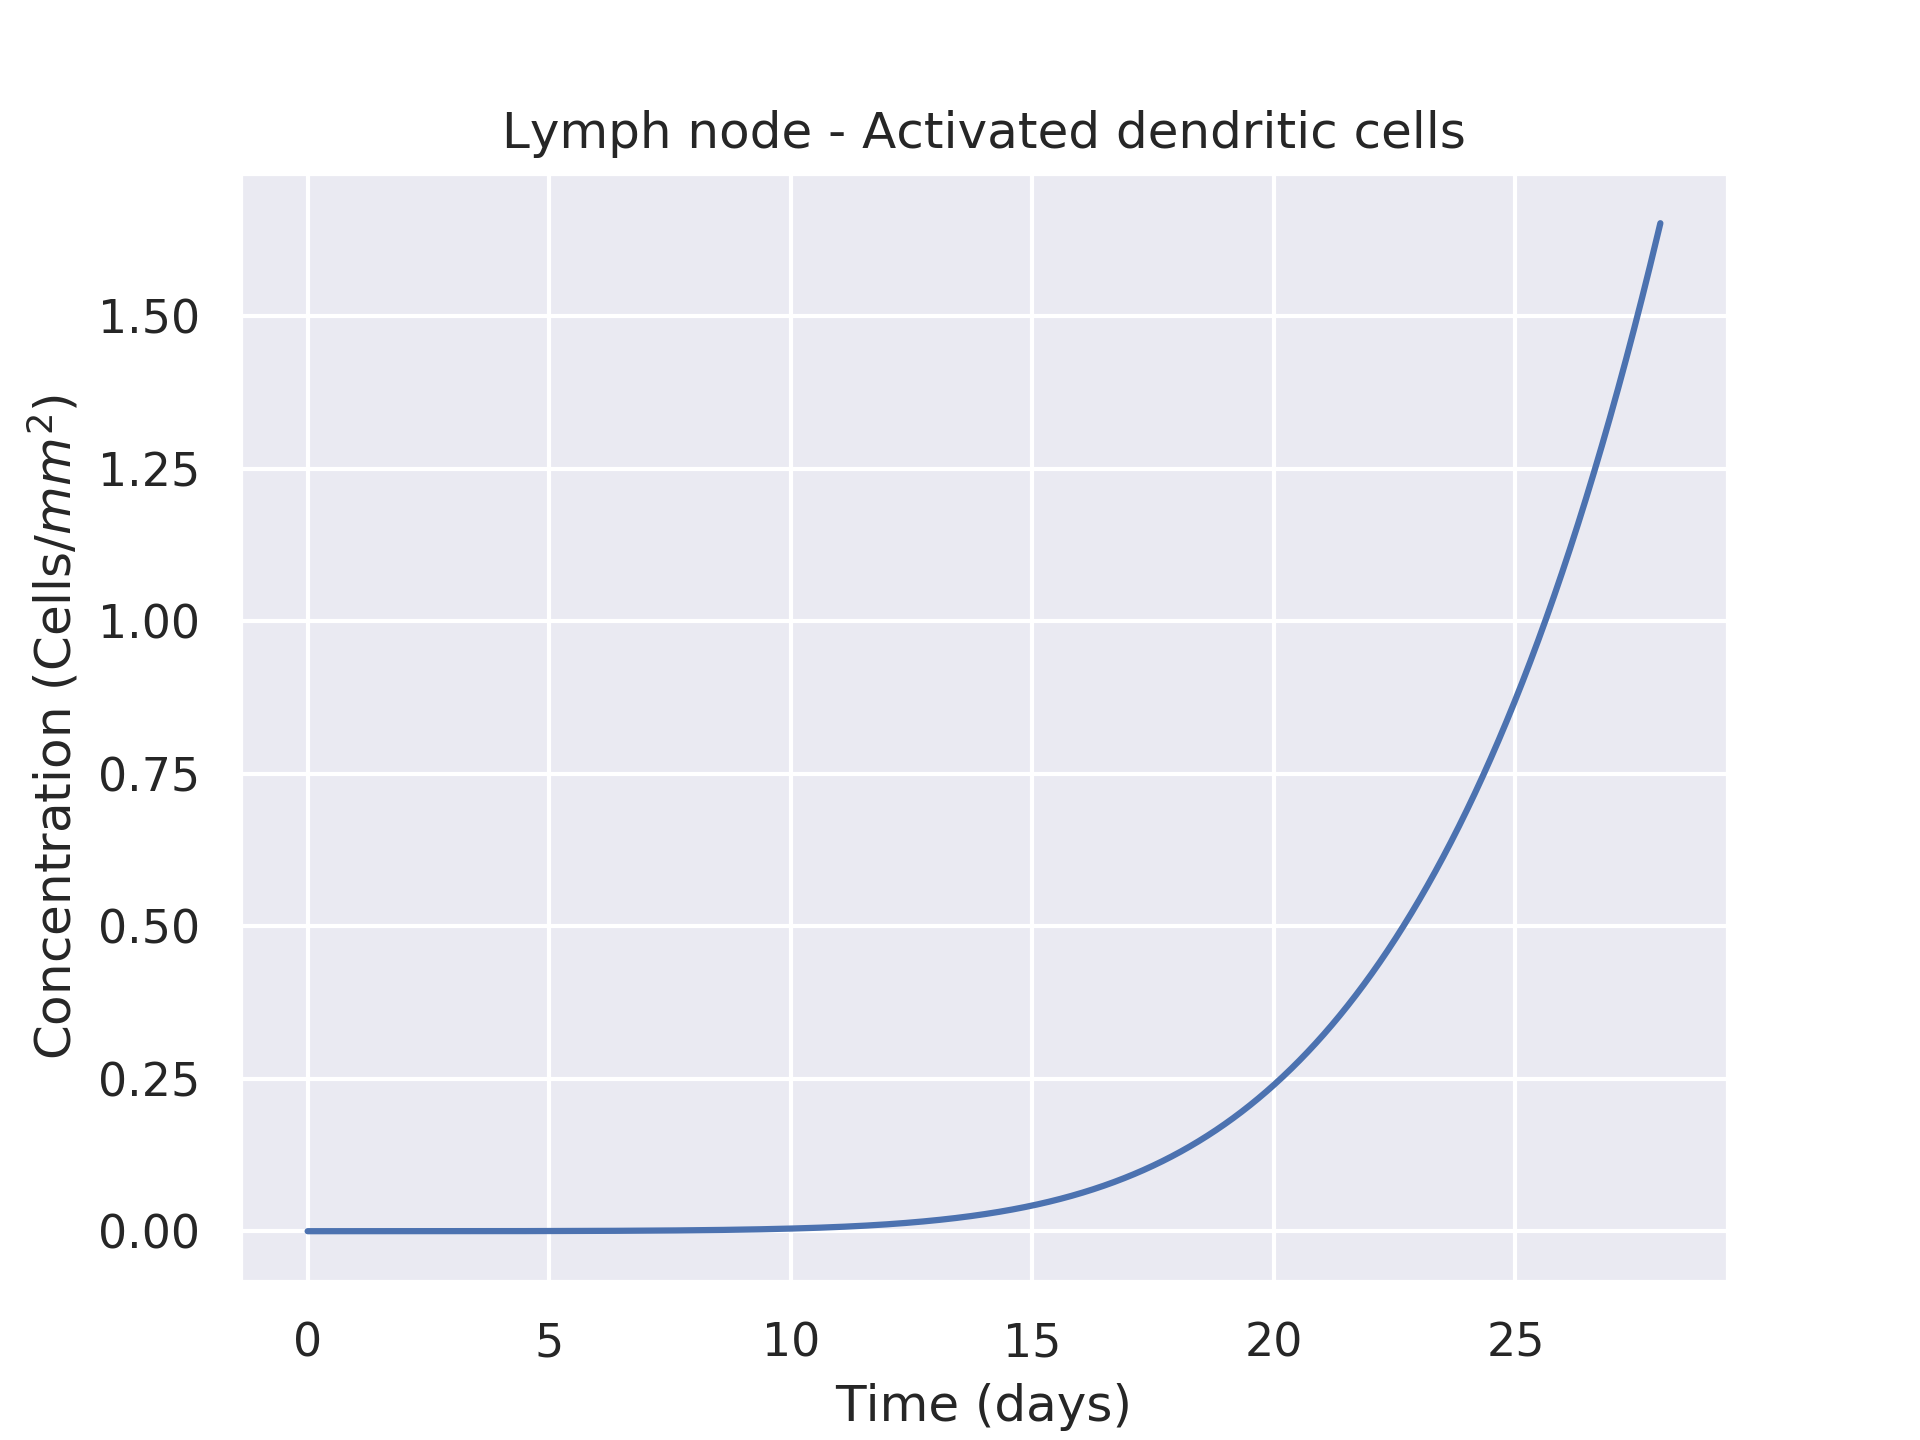 Lymph node - Activated dendritic cells
Concentration (Cells/mm²)
1.50
1.25
1.00
0.75
0.50
0.25
0.00
0 5 10 15 20 25
Time (days)